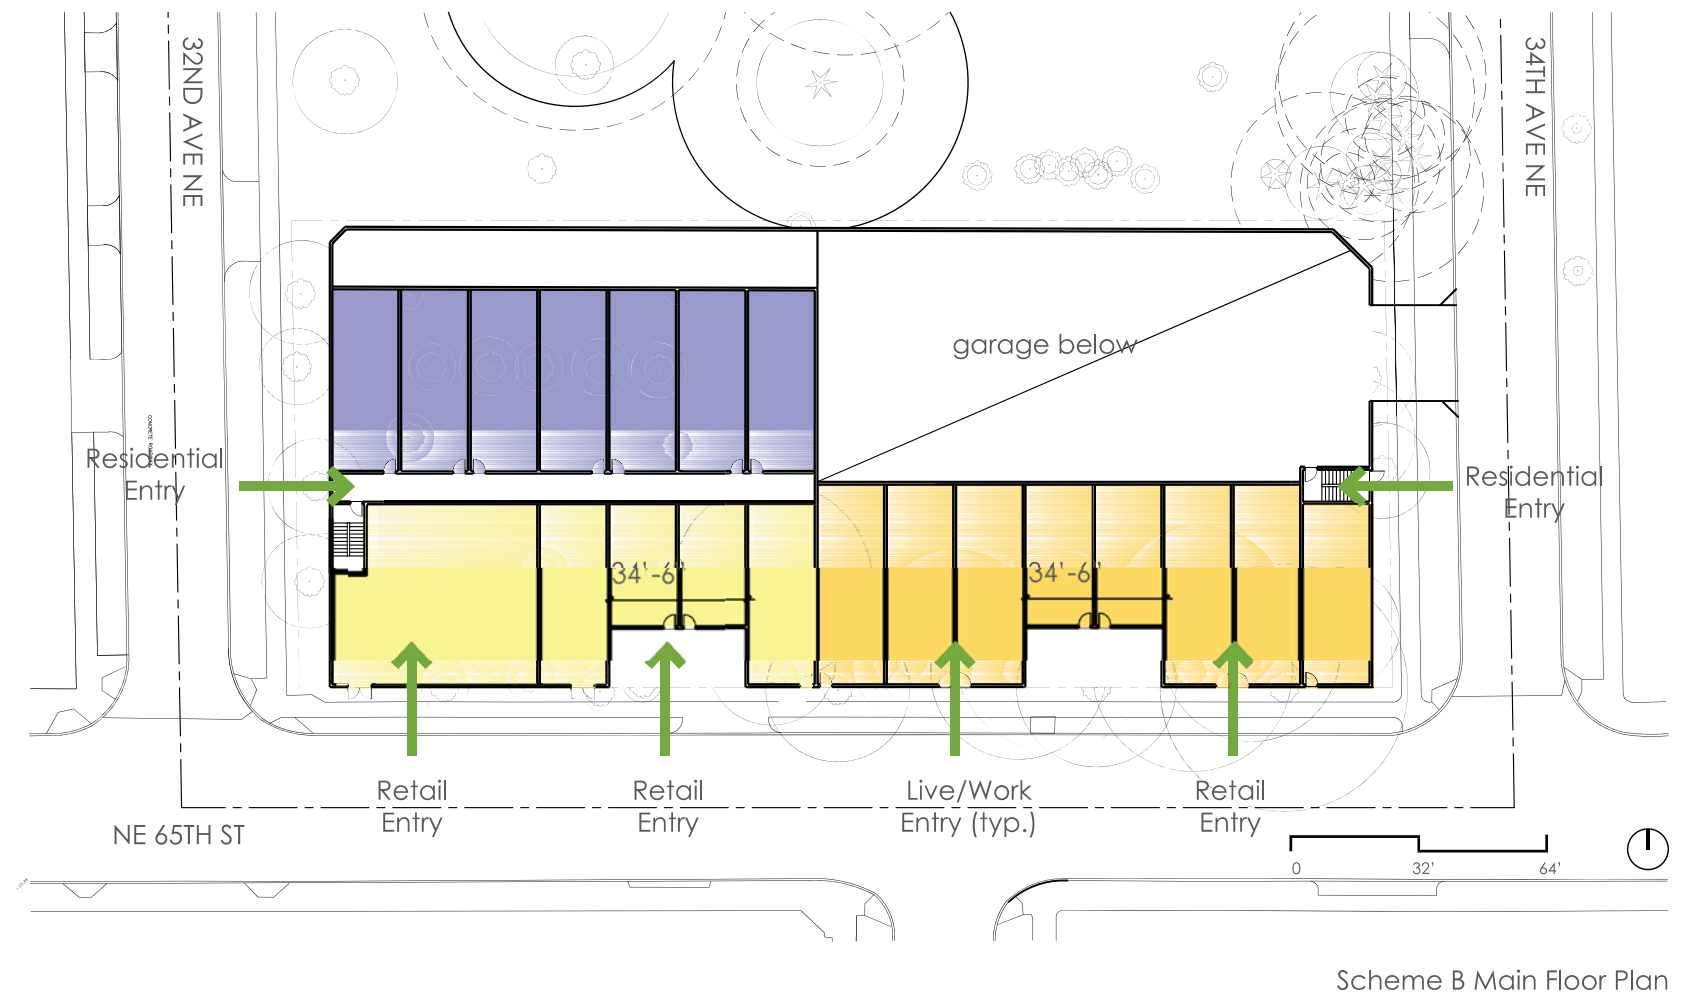 32ND AVE NE
34TH AVE NE
garage below
CONCRETE
Residential
Entry
Residential
Entry
34'-6"
34'-6"
Retail
Entry
Retail
Entry
Live/Work
Entry (typ.)
Retail
Entry
NE 65TH ST
0 32' 64'
Scheme B Main Floor Plan